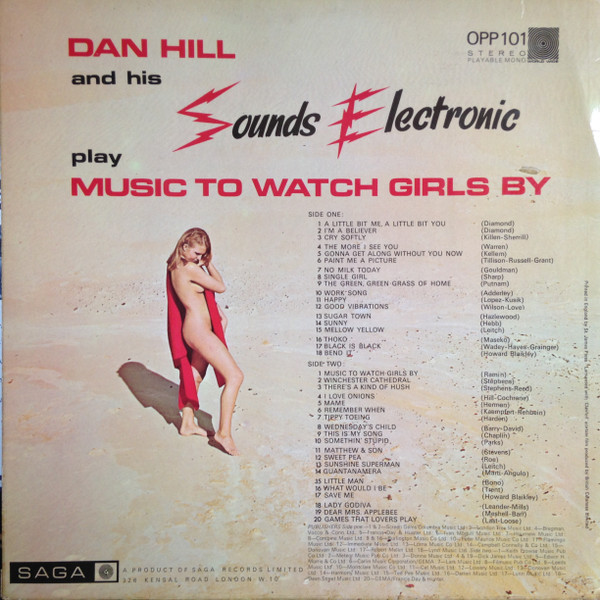 DAN HILL
OPP 101
STEREO
PLAYABLE MONO
and his
Sounds Electronic
play
MUSIC TO WATCH GIRLS BY
SIDE ONE:
1 A LITTLE BIT ME, A LITTLE BIT YOU (Diamond)
2 I'M A BELIEVER (Diamond)
3 CRY SOFTLY (Killen-Sherrill)
4 THE MORE I SEE YOU (Warren)
5 GONNA GET ALONG WITHOUT YOU NOW (Kellem)
6 PAINT ME A PICTURE (Tillison-Russell-Grant)
7 NO MILK TODAY (Gouldman)
8 SINGLE GIRL (Sharp)
9 THE GREEN, GREEN GRASS OF HOME (Putnam)
10 WORK SONG (Adderley)
11 HAPPY (Lopez-Kusik)
12 GOOD VIBRATIONS (Wilson-Love)
13 SUGAR TOWN (Hazlewood)
14 SUNNY (Hebb)
15 MELLOW YELLOW (Leitch)
16 THOKO (Maseko)
17 BLACK IS BLACK (Wadey-Hayes-Grainger)
18 BEND IT (Howard Blaikley)
SIDE TWO:
1 MUSIC TO WATCH GIRLS BY (Ramin)
2 WINCHESTER CATHEDRAL (Stephens)
3 THERE'S A KIND OF HUSH (Stephens-Reed)
4 I LOVE ONIONS (Hill-Cochrene)
5 MAME (Herman)
6 REMEMBER WHEN (Kaempfert-Rehbein)
7 TIPPY TOEING (Harden)
8 WEDNESDAY'S CHILD (Barry-David)
9 THIS IS MY SONG (Chaplin)
10 SOMETHIN' STUPID (Parks)
11 MATTHEW & SON (Stevens)
12 SWEET PEA (Roe)
13 SUNSHINE SUPERMAN (Leitch)
14 GUANTANAMERA (Marti-Angulo)
15 LITTLE MAN (Bono)
16 WHAT WOULD I BE (Trent)
17 SAVE ME (Howard Blaikley)
18 LADY GODIVA (Leander-Mills)
19 DEAR MRS. APPLEBEE (Myshell-Barr)
20 GAMES THAT LOVERS PLAY (Last-Loose)
SAGA
A PRODUCT OF SAGA RECORDS LIMITED
326 KENSAL ROAD LONDON W.10